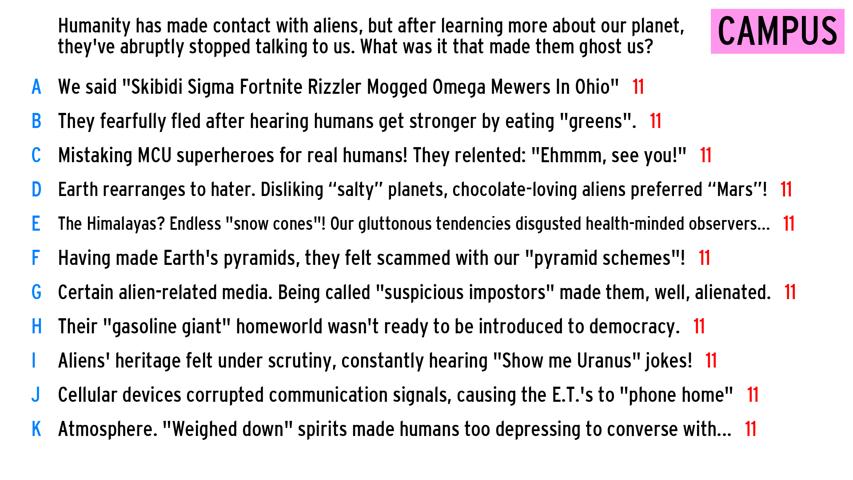 Humanity has made contact with aliens, but after learning more about our planet,
they've abruptly stopped talking to us. What was it that made them ghost us?
CAMPUS
A We said "Skibidi Sigma Fortnite Rizzler Mogged Omega Mewers In Ohio" 11
B They fearfully fled after hearing humans get stronger by eating "greens". 11
C Mistaking MCU superheroes for real humans! They relented: "Ehmmm, see you!" 11
D Earth rearranges to hater. Disliking “salty” planets, chocolate-loving aliens preferred “Mars”! 11
E The Himalayas? Endless "snow cones"! Our gluttonous tendencies disgusted health-minded observers... 11
F Having made Earth's pyramids, they felt scammed with our "pyramid schemes"! 11
G Certain alien-related media. Being called "suspicious impostors" made them, well, alienated. 11
H Their "gasoline giant" homeworld wasn't ready to be introduced to democracy. 11
I Aliens' heritage felt under scrutiny, constantly hearing "Show me Uranus" jokes! 11
J Cellular devices corrupted communication signals, causing the E.T.'s to "phone home" 11
K Atmosphere. "Weighed down" spirits made humans too depressing to converse with... 11